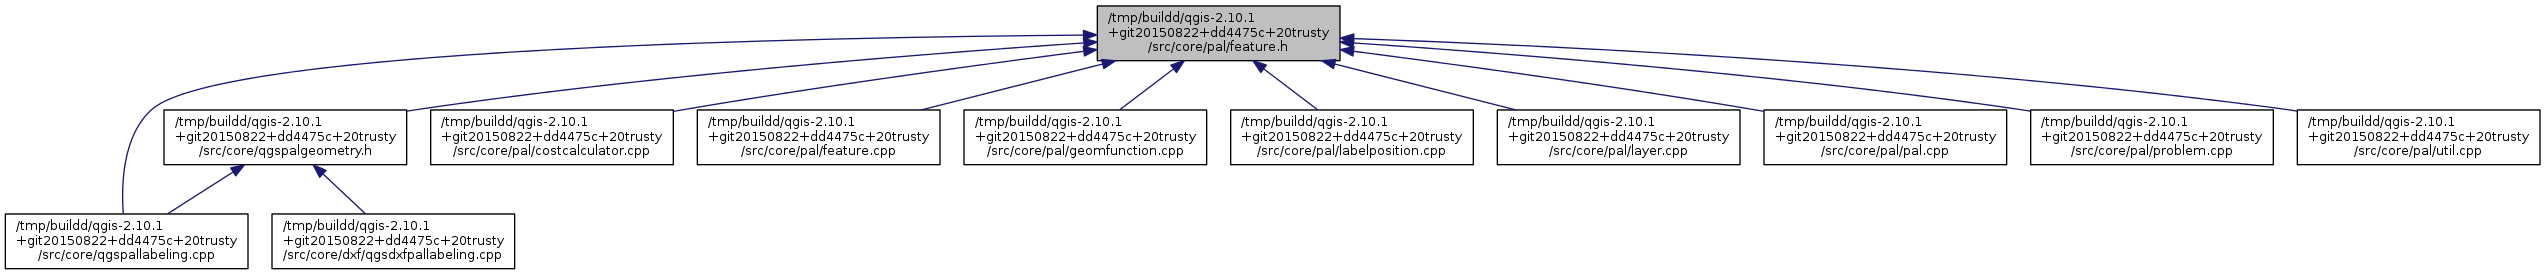 /tmp/buildd/qgis-2.10.1
+git20150822+dd4475c+20trusty
/src/core/pal/feature.h
/tmp/buildd/qgis-2.10.1
+git20150822+dd4475c+20trusty
/src/core/qgspalgeometry.h
/tmp/buildd/qgis-2.10.1
+git20150822+dd4475c+20trusty
/src/core/pal/costcalculator.cpp
/tmp/buildd/qgis-2.10.1
+git20150822+dd4475c+20trusty
/src/core/pal/feature.cpp
/tmp/buildd/qgis-2.10.1
+git20150822+dd4475c+20trusty
/src/core/pal/geomfunction.cpp
/tmp/buildd/qgis-2.10.1
+git20150822+dd4475c+20trusty
/src/core/pal/labelposition.cpp
/tmp/buildd/qgis-2.10.1
+git20150822+dd4475c+20trusty
/src/core/pal/layer.cpp
/tmp/buildd/qgis-2.10.1
+git20150822+dd4475c+20trusty
/src/core/pal/pal.cpp
/tmp/buildd/qgis-2.10.1
+git20150822+dd4475c+20trusty
/src/core/pal/problem.cpp
/tmp/buildd/qgis-2.10.1
+git20150822+dd4475c+20trusty
/src/core/pal/util.cpp
/tmp/buildd/qgis-2.10.1
+git20150822+dd4475c+20trusty
/src/core/qgspallabeling.cpp
/tmp/buildd/qgis-2.10.1
+git20150822+dd4475c+20trusty
/src/core/dxf/qgsdxfpallabeling.cpp